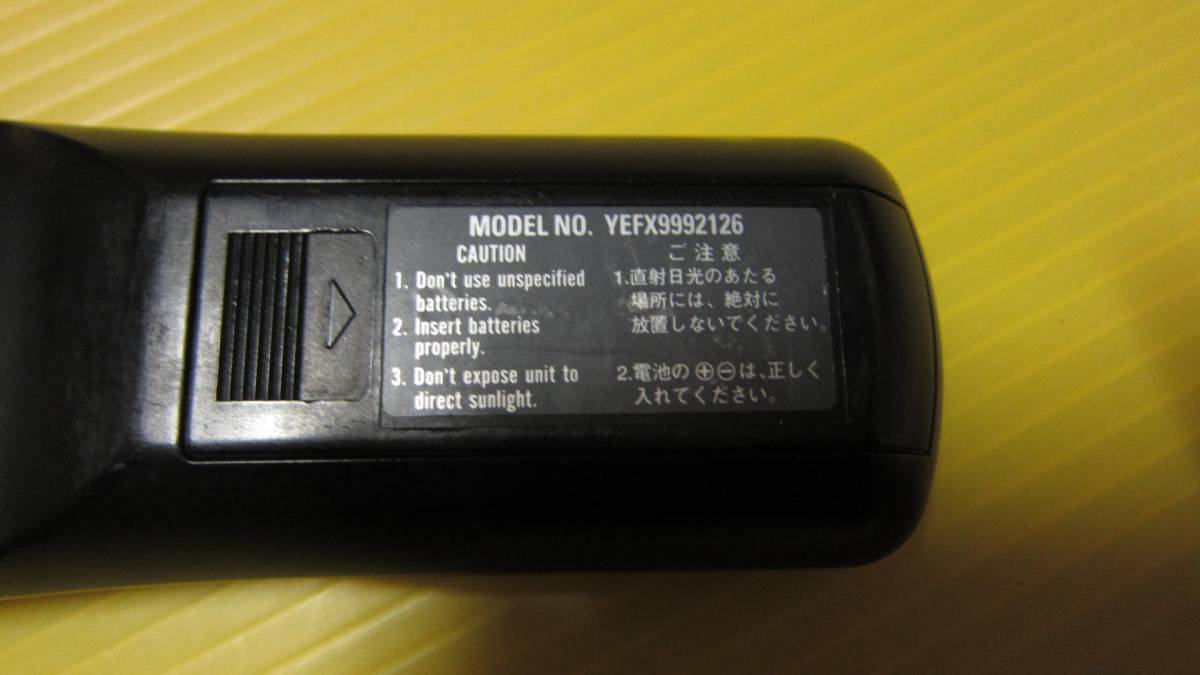 MODEL NO. YEFX9992126
CAUTION
1. Don't use unspecified
batteries.
2. Insert batteries
properly.
3. Don't expose unit to
direct sunlight.
ご注意
1.直射日光のあたる
場所には、絶対に
放置しないでください。
2.電池の⊕⊖は、正しく
入れてください。